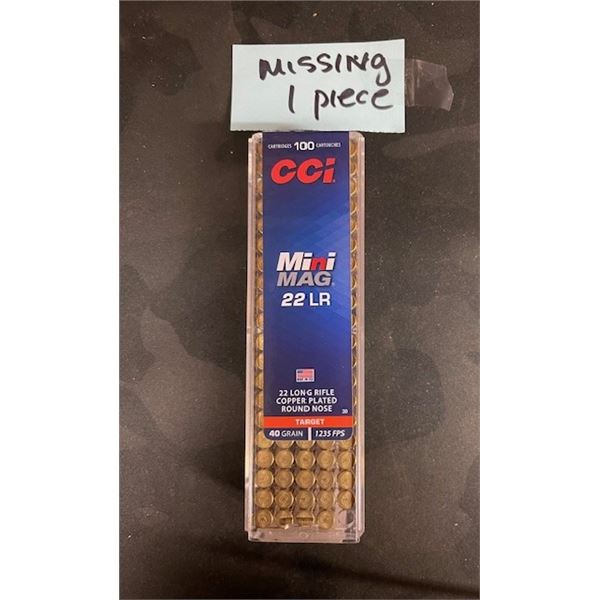 MISSING
1 piece
CARTRIDGES 100 CARTOUCHES
CCi
Mini
MAG
22 LR
22 LONG RIFLE
COPPER PLATED
ROUND NOSE
30
TARGET
40 GRAIN 1235 FPS